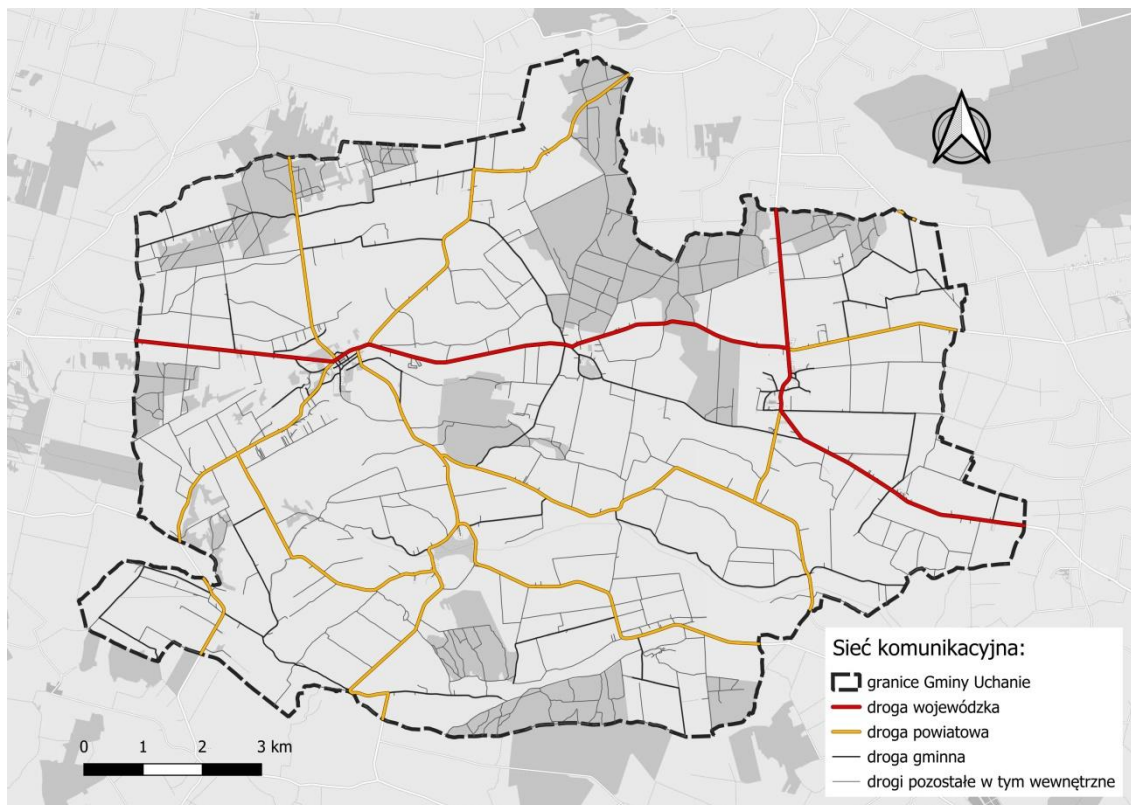 Sieć komunikacyjna:
granice Gminy Uchanie
droga wojewódzka
droga powiatowa
droga gminna
drogi pozostałe w tym wewnętrzne
0 1 2 3 km